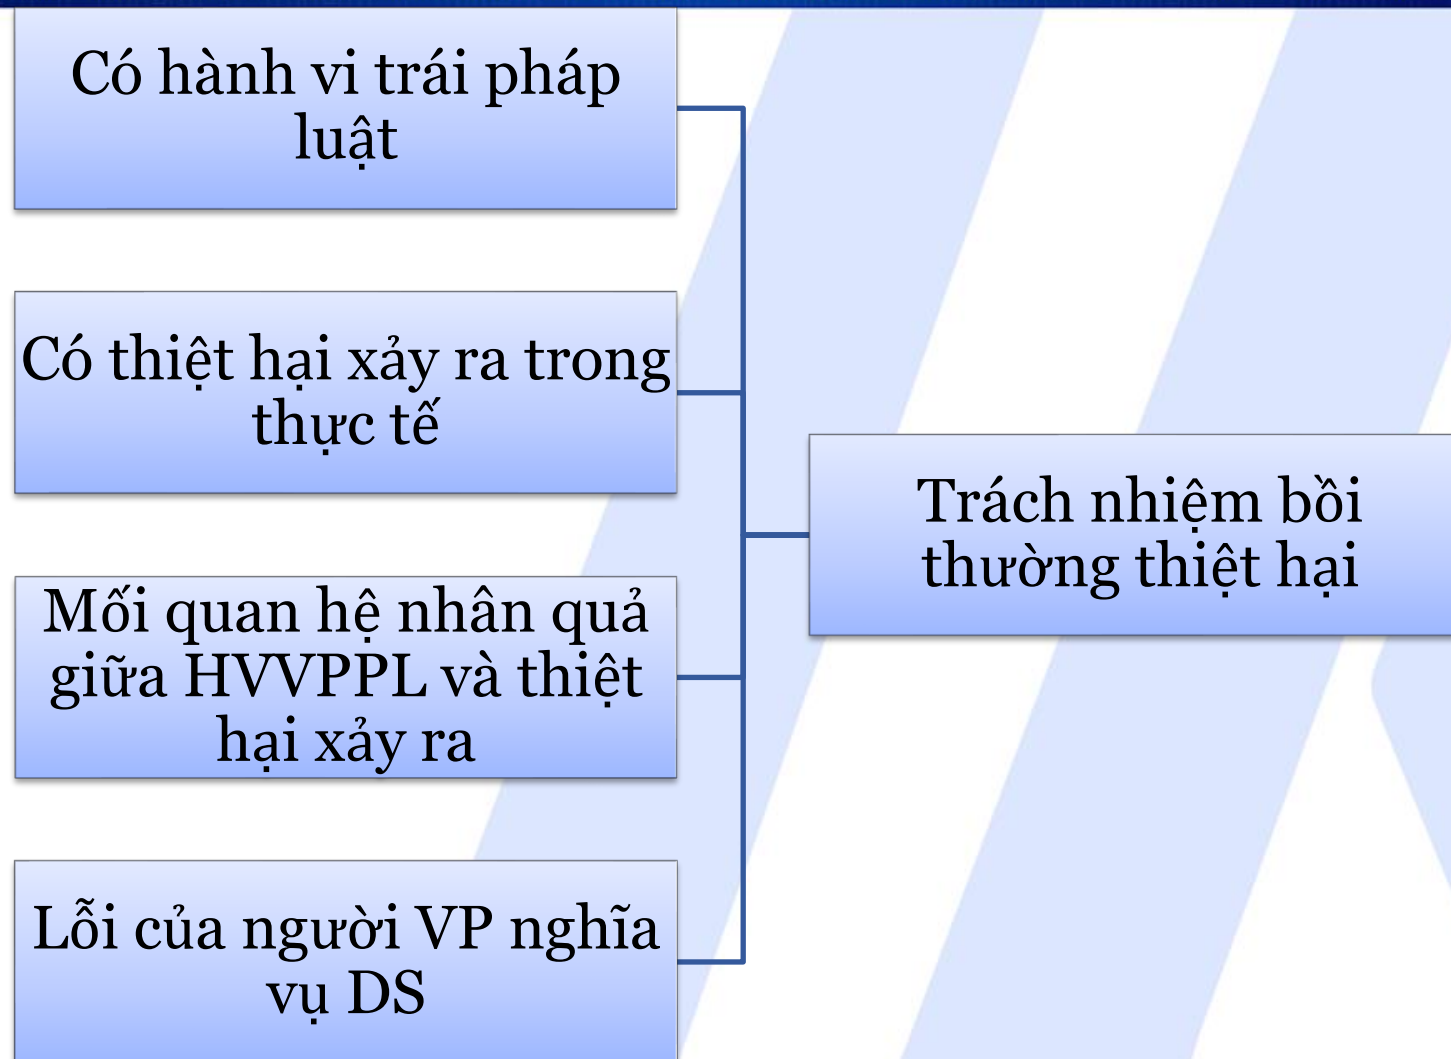 Có hành vi trái pháp
luật
Có thiệt hại xảy ra trong
thực tế
Mối quan hệ nhân quả
giữa HVVPPL và thiệt
hại xảy ra
Lỗi của người VP nghĩa
vụ DS
Trách nhiệm bồi
thường thiệt hại